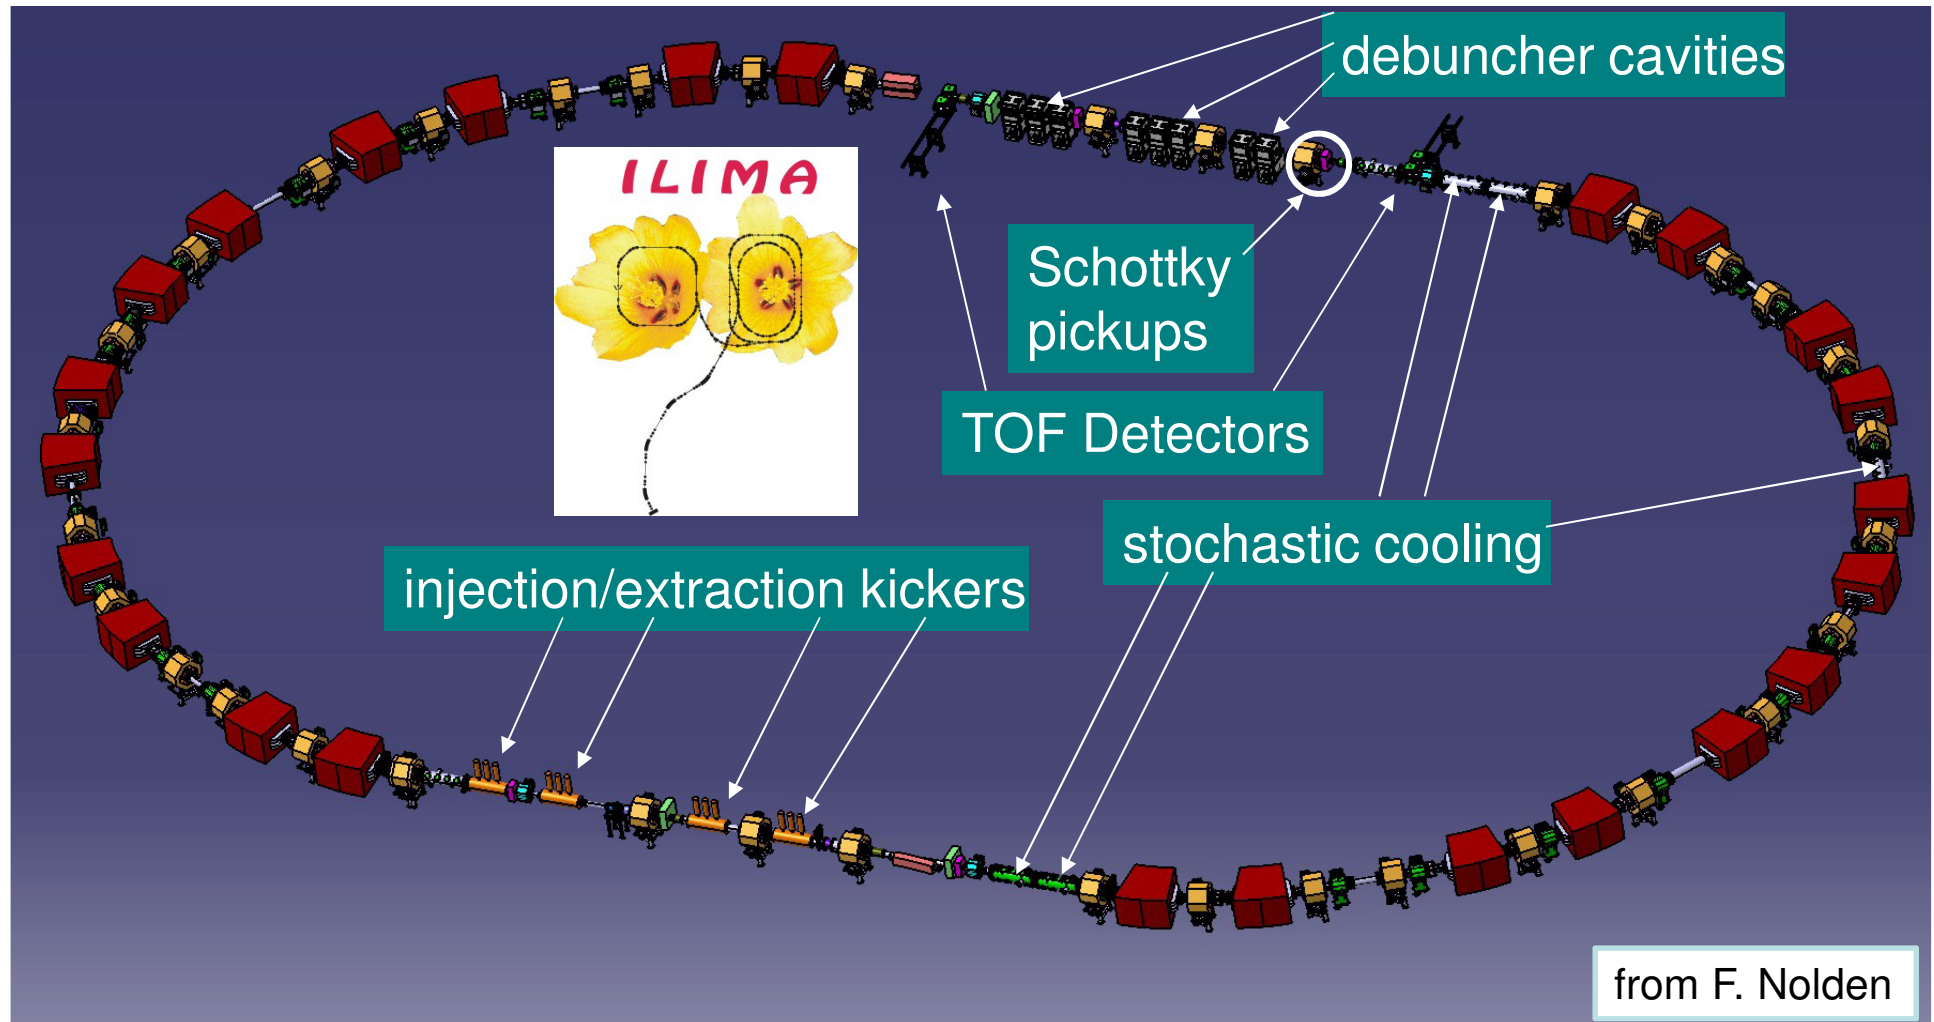 debuncher cavities
ILIMA
Schottky
pickups
TOF Detectors
stochastic cooling
injection/extraction kickers
from F. Nolden